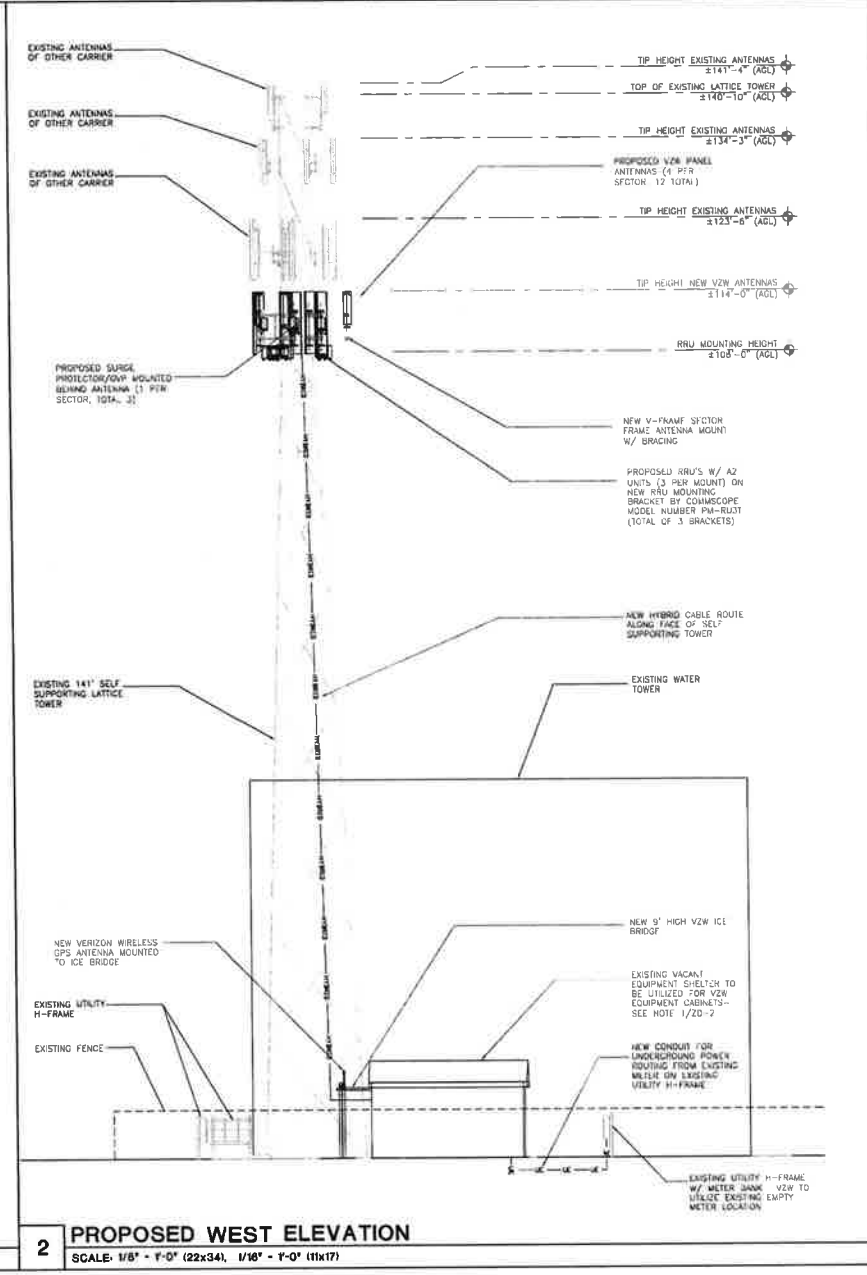 EXISTING ANTENNAS
OF OTHER CARRIER
EXISTING ANTENNAS
OF OTHER CARRIER
EXISTING ANTENNAS
OF OTHER CARRIER
TIP HEIGHT EXISTING ANTENNAS
±141'-4" (AGL)
TOP OF EXISTING LATTICE TOWER
±140'-10" (AGL)
TIP HEIGHT EXISTING ANTENNAS
±134'-3" (AGL)
PROPOSED VZW PANEL
ANTENNAS (4 PER
SECTOR, 12 TOTAL)
TIP HEIGHT EXISTING ANTENNAS
±123'-6" (AGL)
TIP HEIGHT NEW VZW ANTENNAS
±114'-0" (AGL)
RRU MOUNTING HEIGHT
(AGL)
PROPOSED SURGE
PROTECTOR/OVP MOUNTED
BEHIND ANTENNA (1 PER
SECTOR, TOTAL 3)
NEW V-FRAME SECTOR
FRAME ANTENNA MOUNT
W/ BRACING
PROPOSED RRU'S W/ A2
UNITS (3 PER MOUNT) ON
NEW RRU MOUNTING
BRACKET BY COMMSCOPE
MODEL NUMBER PM-RU3T
(TOTAL OF 3 BRACKETS)
NEW HYBRID CABLE ROUTE
ALONG FACE OF SELF
SUPPORTING TOWER
EXISTING 141' SELF
SUPPORTING LATTICE
TOWER
EXISTING WATER
TOWER
NEW VERIZON WIRELESS
GPS ANTENNA MOUNTED
TO ICE BRIDGE
NEW 9' HIGH VZW ICE
BRIDGE
EXISTING UTILITY
H-FRAME
EXISTING VACANT
EQUIPMENT SHELTER TO
BE UTILIZED FOR VZW
EQUIPMENT CABINETS-
SEE NOTE 1/ZD-2
EXISTING FENCE
NEW CONDUIT FOR
UNDERGROUND POWER
ROUTING FROM EXISTING
METER ON EXISTING
UTILITY H-FRAME
EXISTING UTILITY H-FRAME
W/ METER BANK VZW TO
UTILIZE EXISTING EMPTY
METER LOCATION
2 PROPOSED WEST ELEVATION
SCALE: 1/8" - 1'-0" (22x34), 1/16" - 1'-0" (11x17)